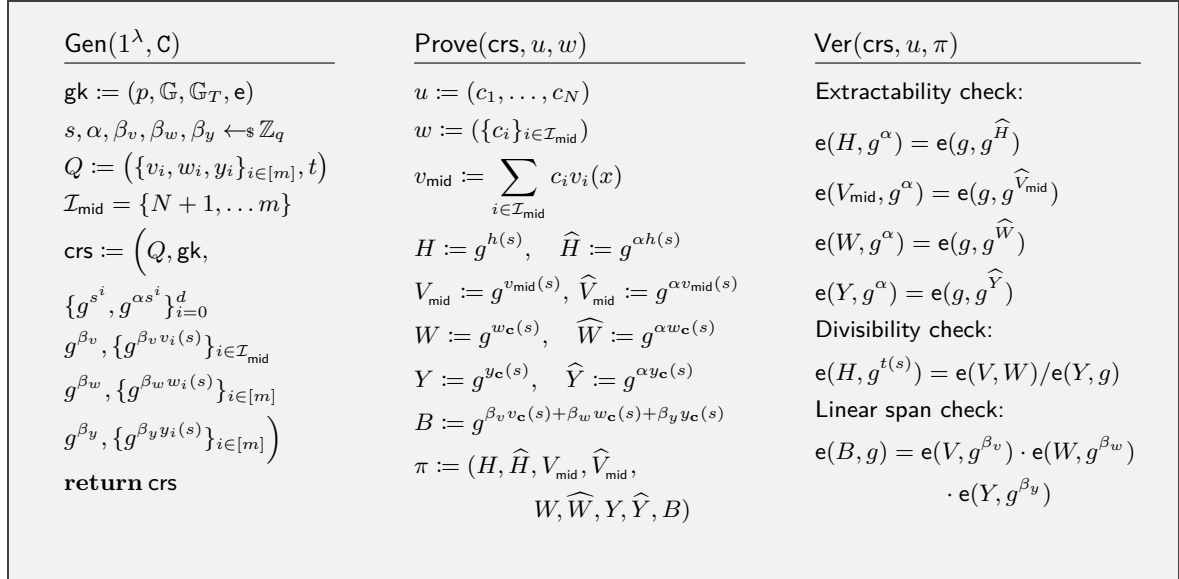 Gen(1^λ, C)
gk := (p, 𝔾, 𝔾_T, e)
s, α, β_v, β_w, β_y ←$ ℤ_q
Q := ({v_i, w_i, y_i}_{i∈[m]}, t)
ℐ_mid = {N + 1, … m}
crs := (Q, gk,
{g^{s^i}, g^{αs^i}}_{i=0}^d
g^{β_v}, {g^{β_v v_i(s)}}_{i∈ℐ_mid}
g^{β_w}, {g^{β_w w_i(s)}}_{i∈[m]}
g^{β_y}, {g^{β_y y_i(s)}}_{i∈[m]})
return crs
Prove(crs, u, w)
u := (c_1, …, c_N)
w := ({c_i}_{i∈ℐ_mid})
v_mid := ∑_{i∈ℐ_mid} c_i v_i(x)
H := g^{h(s)}, Ĥ := g^{αh(s)}
V_mid := g^{v_mid(s)}, V̂_mid := g^{αv_mid(s)}
W := g^{w_c(s)}, Ŵ := g^{αw_c(s)}
Y := g^{y_c(s)}, Ŷ := g^{αy_c(s)}
B := g^{β_v v_c(s)+β_w w_c(s)+β_y y_c(s)}
π := (H, Ĥ, V_mid, V̂_mid,
W, Ŵ, Y, Ŷ, B)
Ver(crs, u, π)
Extractability check:
e(H, g^α) = e(g, g^Ĥ)
e(V_mid, g^α) = e(g, g^{V̂_mid})
e(W, g^α) = e(g, g^Ŵ)
e(Y, g^α) = e(g, g^Ŷ)
Divisibility check:
e(H, g^{t(s)}) = e(V, W)/e(Y, g)
Linear span check:
e(B, g) = e(V, g^{β_v}) · e(W, g^{β_w})
· e(Y, g^{β_y})